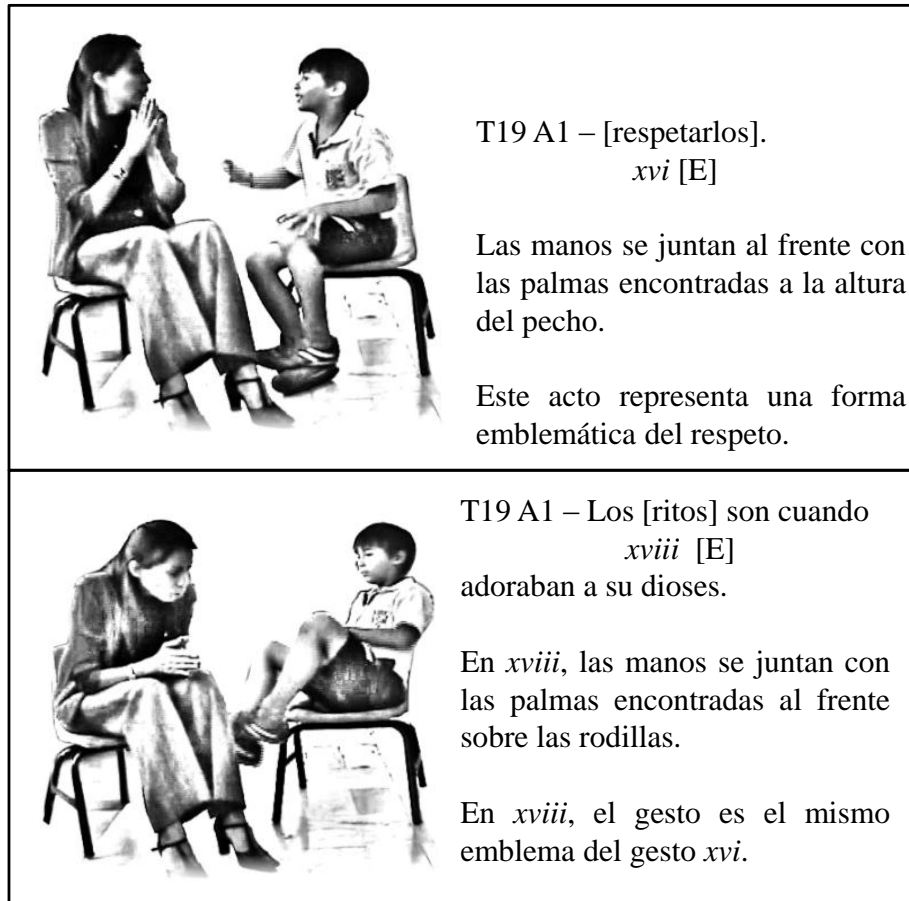 T19 A1 – [respetarlos].
xvi [E]
Las manos se juntan al frente con
las palmas encontradas a la altura
del pecho.
Este acto representa una forma
emblemática del respeto.
T19 A1 – Los [ritos] son cuando
xviii [E]
adoraban a su dioses.
En xviii, las manos se juntan con
las palmas encontradas al frente
sobre las rodillas.
En xviii, el gesto es el mismo
emblema del gesto xvi.